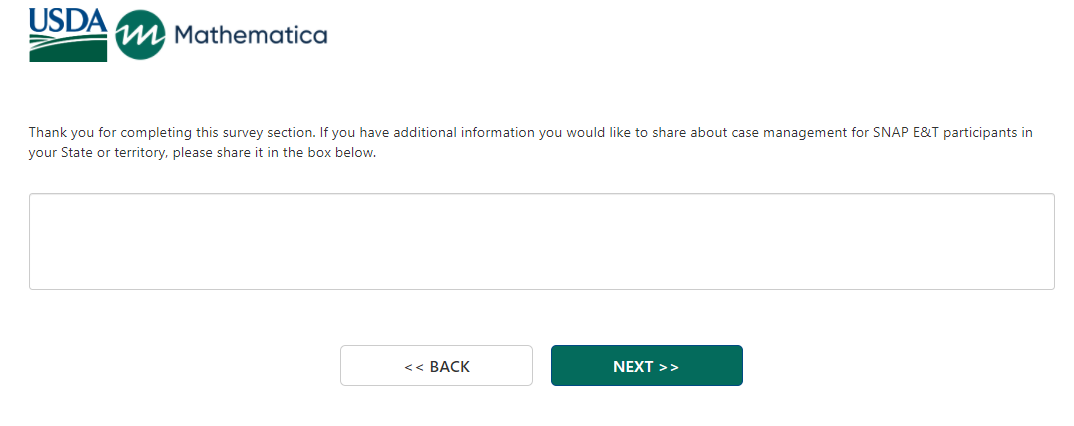 USDA Mathematica
Thank you for completing this survey section. If you have additional information you would like to share about case management for SNAP E&T participants in
your State or territory, please share it in the box below.
<< BACK NEXT >>